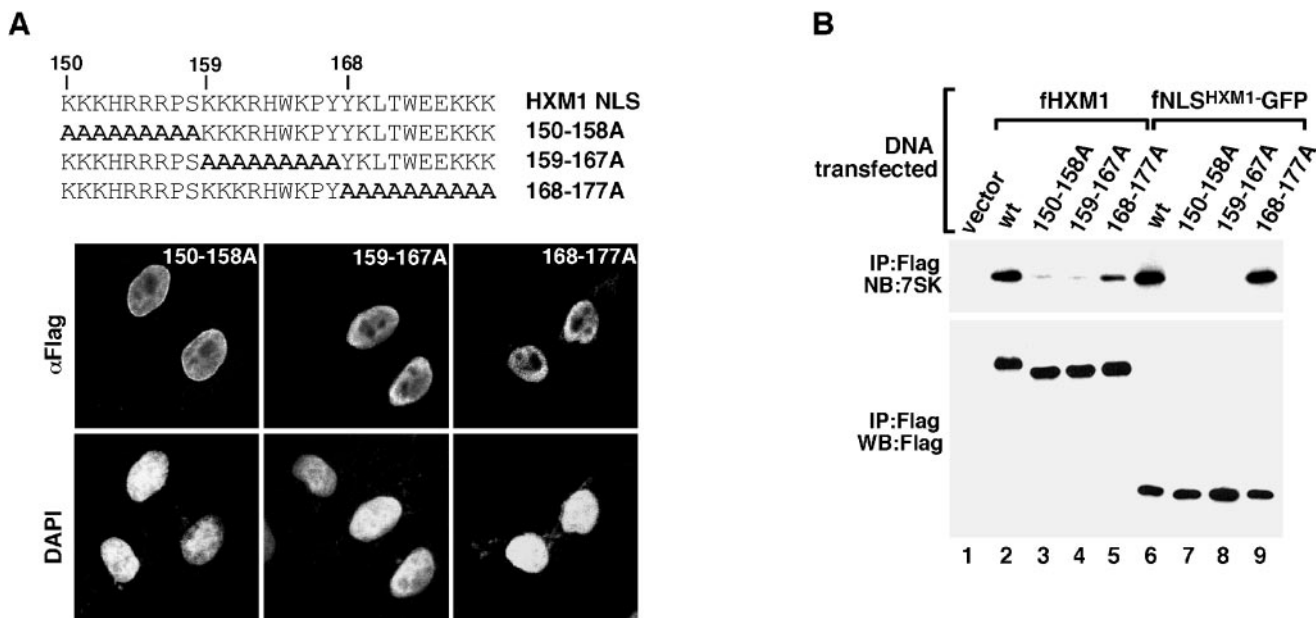 A
150 159 168
KKKHRRRPSKKKRHWKPYYKLTWEEKKK HXM1 NLS
AAAAAAAAAKKKRHWKPYYKLTWEEKKK 150-158A
KKKHRRRPSAAAAAAAAAYKLTWEEKKK 159-167A
KKKHRRRPSKKKRHWKPYAAAAAAAAAA 168-177A
150-158A 159-167A 168-177A
αFlag
DAPI
B
DNA
transfected
fHXM1 fNLSHXM1-GFP
vector wt 150-158A 159-167A 168-177A wt 150-158A 159-167A 168-177A
IP:Flag
NB:7SK
IP:Flag
WB:Flag
1 2 3 4 5 6 7 8 9